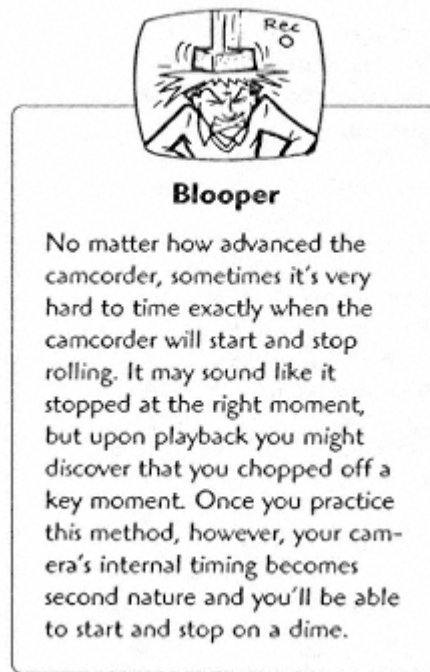 Rec
Blooper
No matter how advanced the
camcorder, sometimes it's very
hard to time exactly when the
camcorder will start and stop
rolling. It may sound like it
stopped at the right moment,
but upon playback you might
discover that you chopped off a
key moment. Once you practice
this method, however, your cam-
era's internal timing becomes
second nature and you'll be able
to start and stop on a dime.